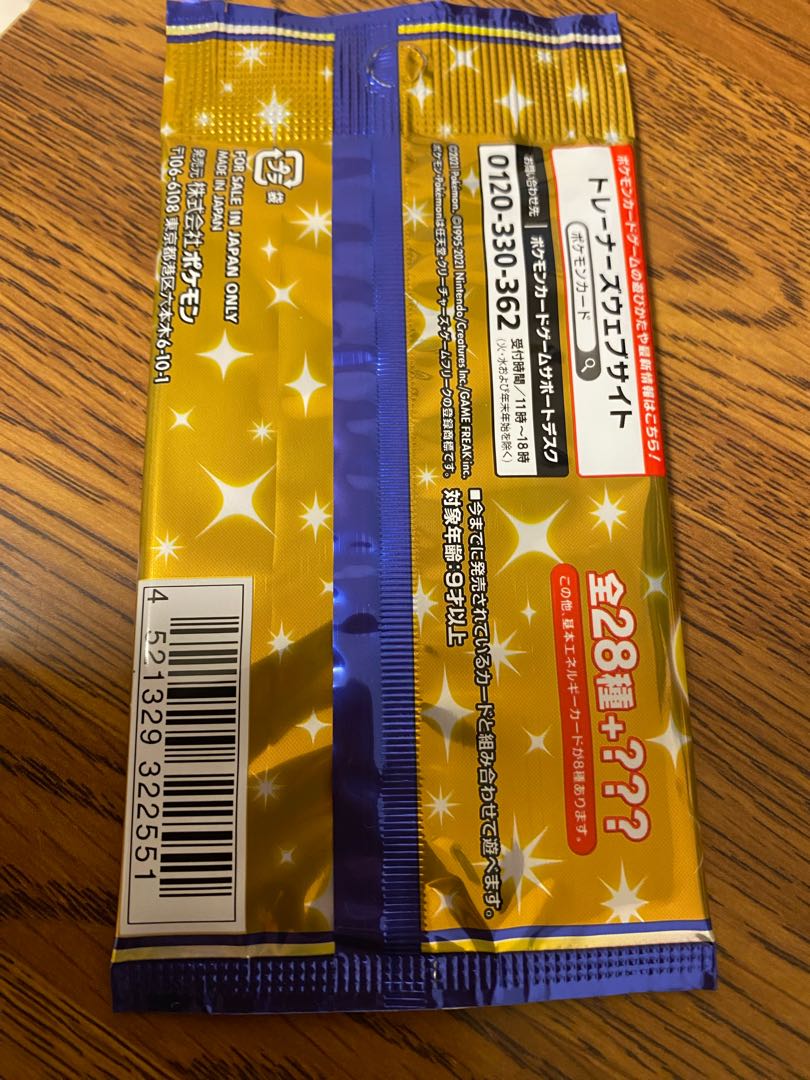 ポケモンカードゲームの遊びかたや最新情報はこちら!
トレーナーズウェブサイト
ポケモンカード
お問い合わせ先
ポケモンカードゲームサポートデスク
0120-330-362
受付時間/11時~18時
(火・水および年末年始を除く)
©2021 Pokémon. ©1995-2021 Nintendo/Creatures Inc./GAME FREAK inc.
ポケモン・Pokémonは任天堂・クリーチャーズ・ゲームフリークの登録商標です。
全28種+???
この他、基本エネルギーカードが8種あります。
■今までに発売されているカードと組み合わせて遊べます。
対象年齢:9才以上
プラ
袋
FOR SALE IN JAPAN ONLY
MADE IN JAPAN
発売元 株式会社ポケモン
〒106-6108 東京都港区六本木6-10-1
4 521329 322551